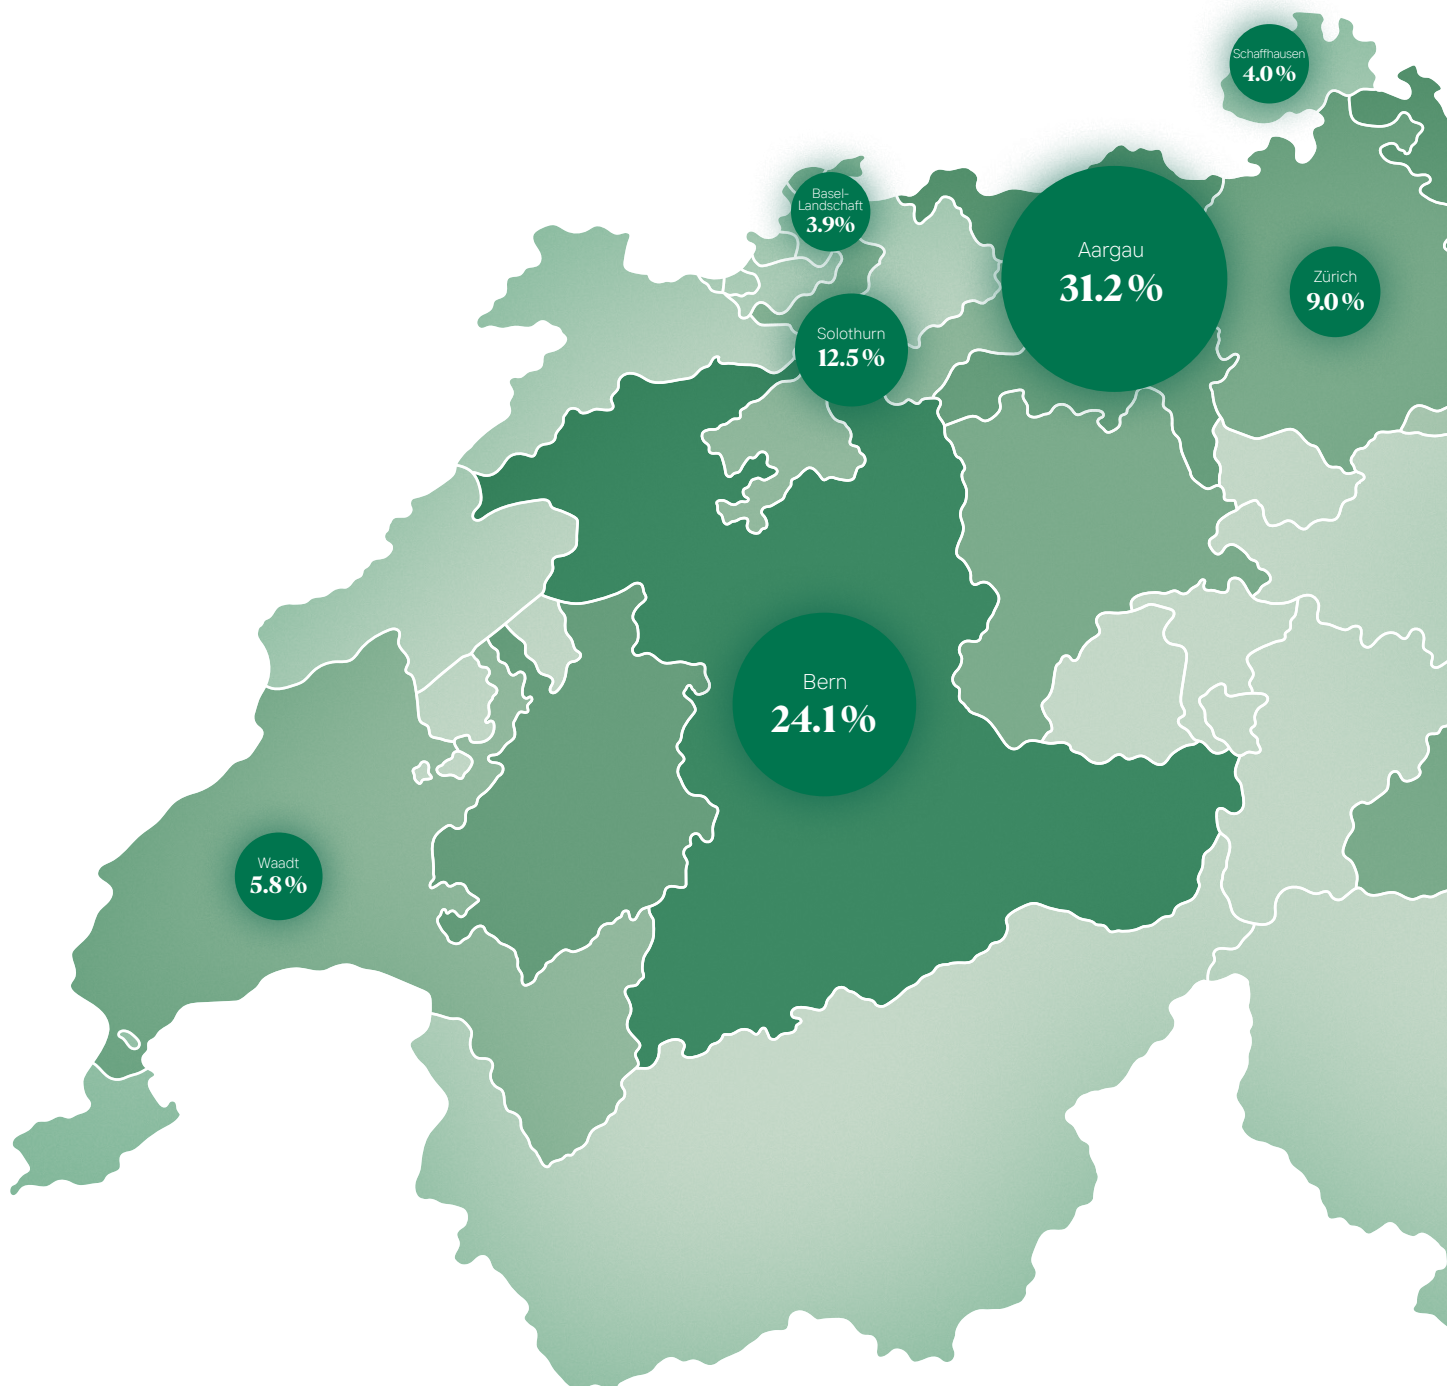 Schaffhausen
4.0 %
Basel-
Landschaft
3.9%
Aargau
31.2 %
Zürich
9.0 %
Solothurn
12.5 %
Bern
24.1%
Waadt
5.8 %